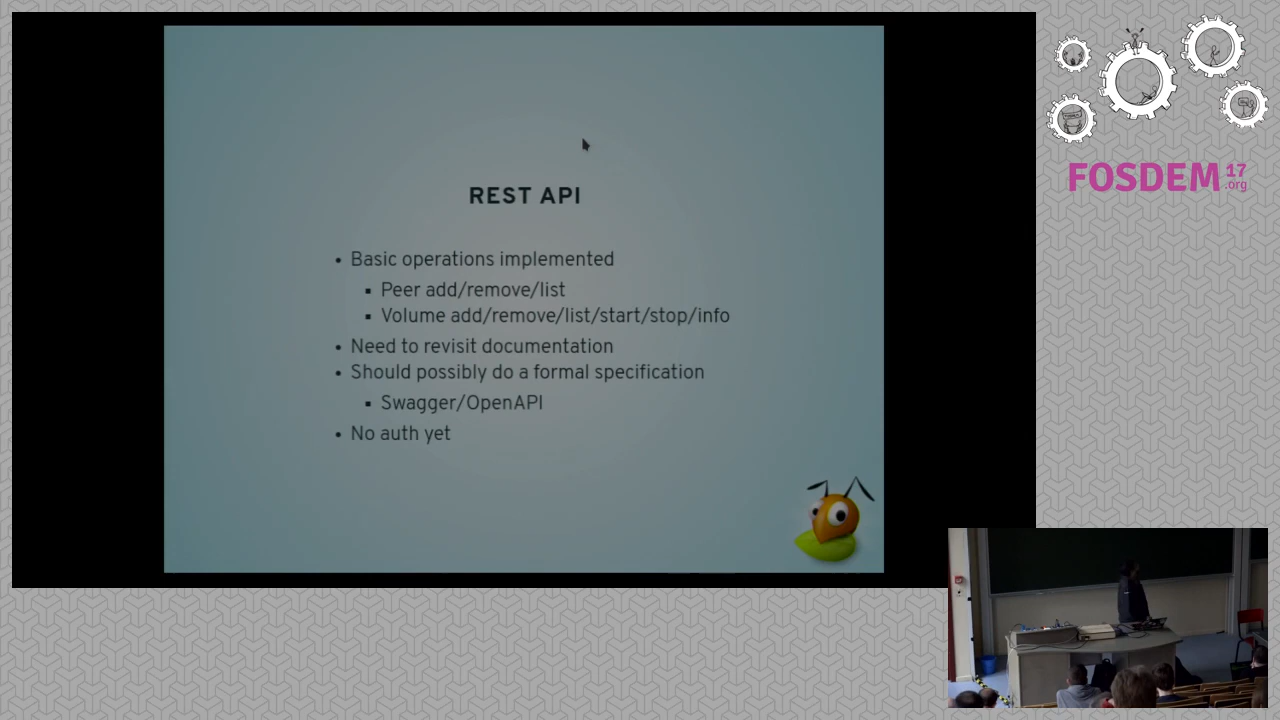 REST API
• Basic operations implemented
▪ Peer add/remove/list
▪ Volume add/remove/list/start/stop/info
• Need to revisit documentation
• Should possibly do a formal specification
▪ Swagger/OpenAPI
• No auth yet
FOSDEM 17
.org